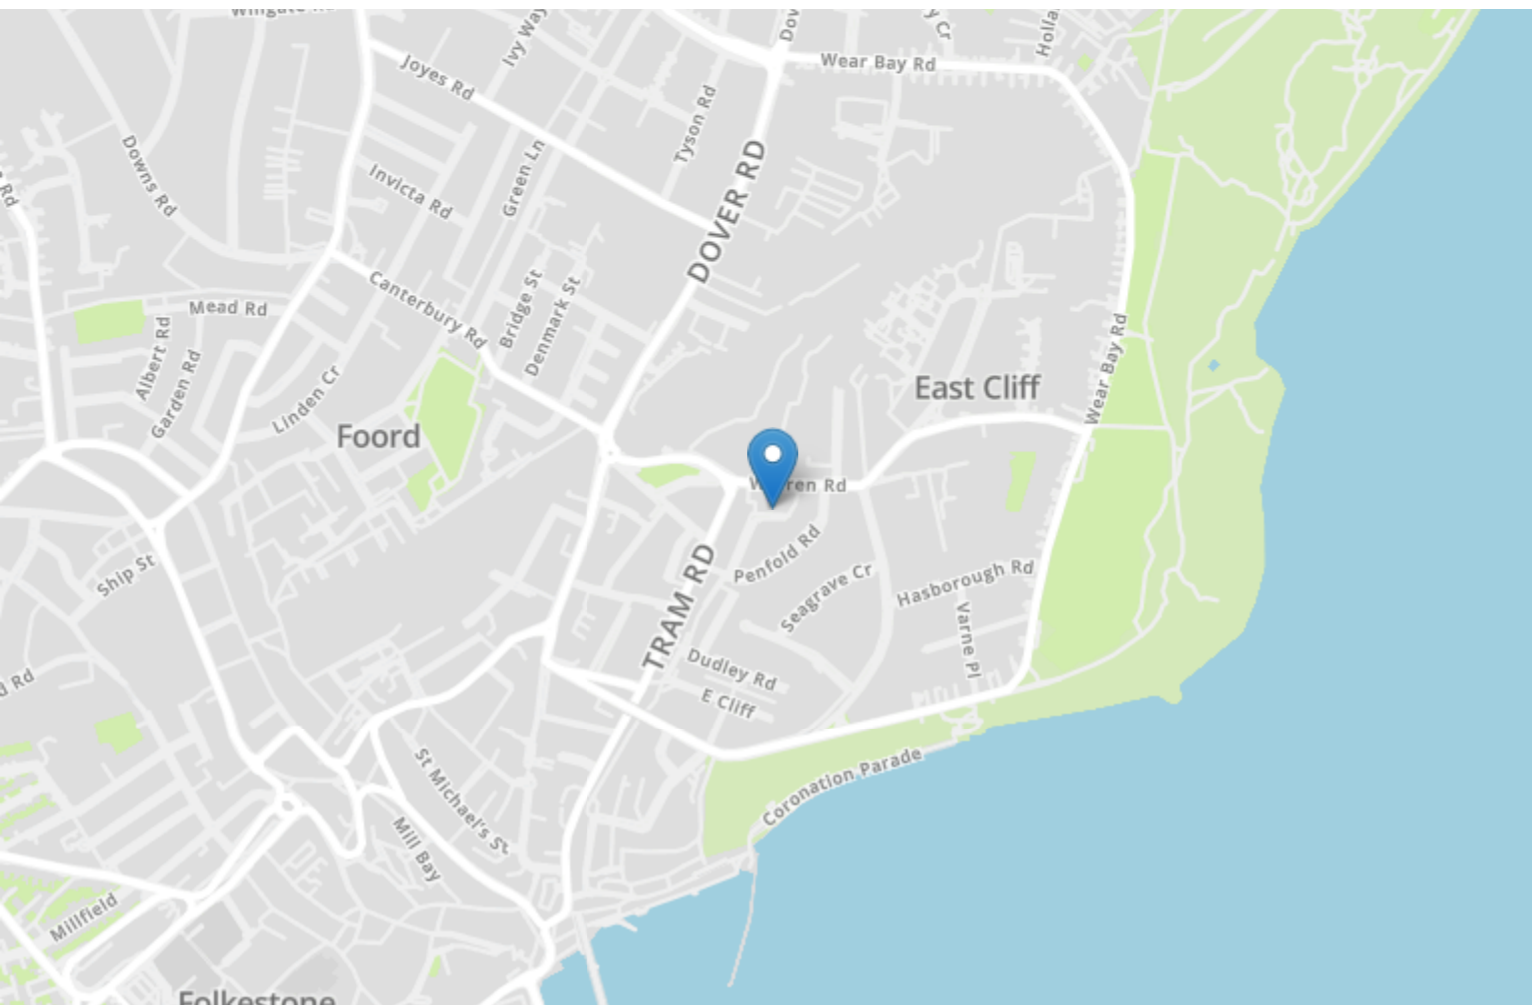 Ivy Way
Wear Bay Rd
Joyes Rd
Tyson Rd
Downs Rd
DOVER RD
Invicta Rd
Green Ln
Canterbury Rd
Bridge St
Denmark St
Mead Rd
Albert Rd
Garden Rd
Linden Cr
Wear Bay Rd
East Cliff
Foord
Rd
Penfold Rd
Ship St
TRAM RD
Seagrave Cr
Hasborough Rd
Varne Pl
Dudley Rd
E Cliff
Rd
Coronation Parade
St Michael's St
Mill Bay
Millfield
Folkestone